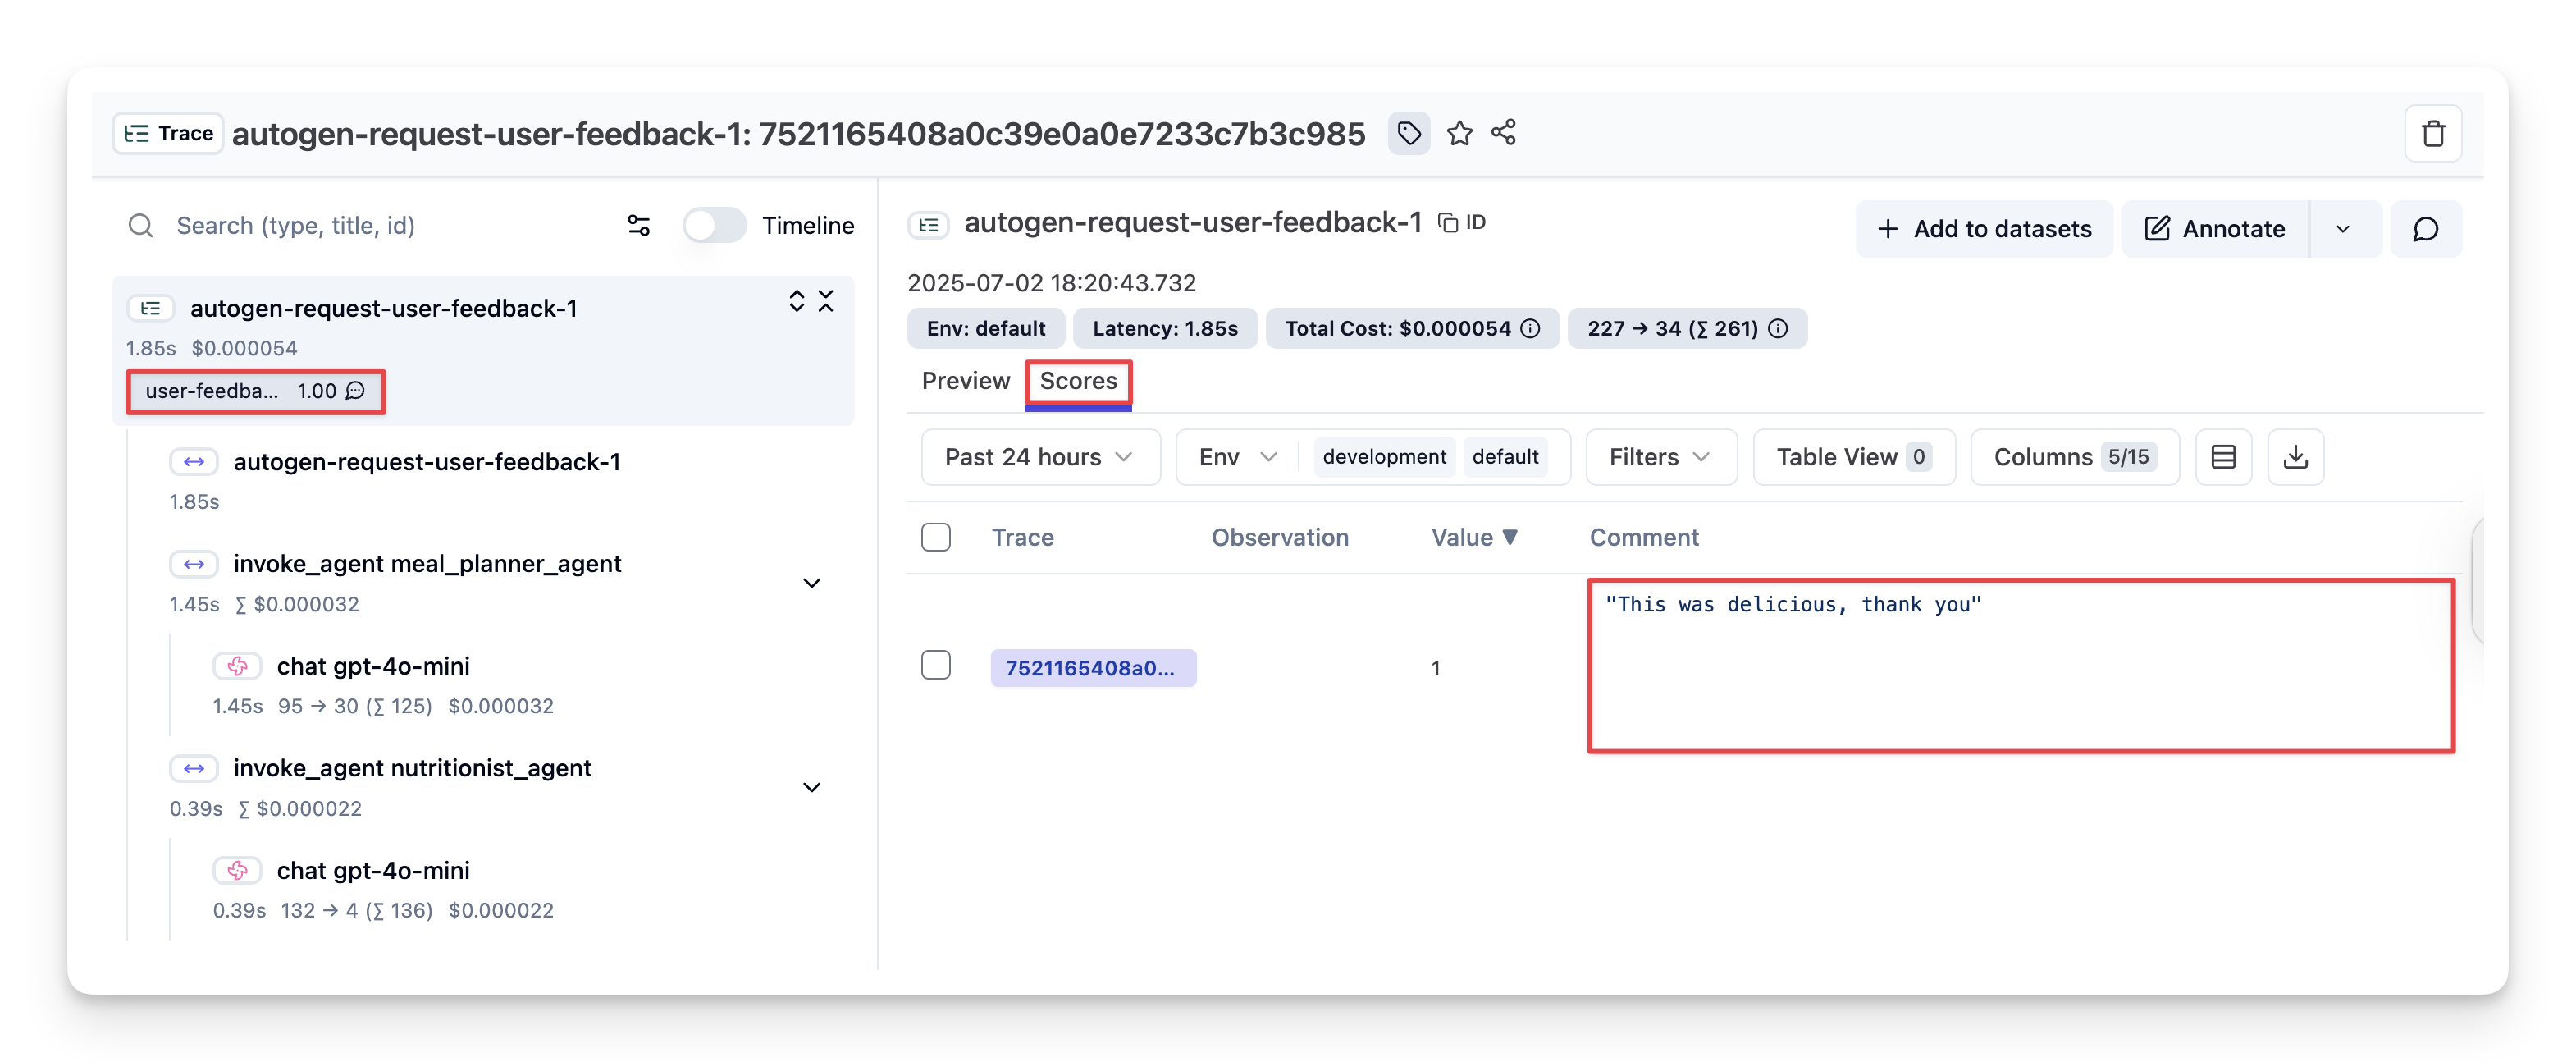 Trace autogen-request-user-feedback-1: 7521165408a0c39e0a0e7233c7b3c985
Search (type, title, id) Timeline
autogen-request-user-feedback-1
1.85s $0.000054
user-feedba... 1.00
autogen-request-user-feedback-1
1.85s
invoke_agent meal_planner_agent
1.45s ∑ $0.000032
chat gpt-4o-mini
1.45s 95 → 30 (∑ 125) $0.000032
invoke_agent nutritionist_agent
0.39s ∑ $0.000022
chat gpt-4o-mini
0.39s 132 → 4 (∑ 136) $0.000022
autogen-request-user-feedback-1 ID
Add to datasets Annotate
2025-07-02 18:20:43.732
Env: default Latency: 1.85s Total Cost: $0.000054 227 → 34 (∑ 261)
Preview Scores
Past 24 hours Env development default Filters Table View 0 Columns 5/15
Trace Observation Value ▼ Comment
7521165408a0... 1 "This was delicious, thank you"